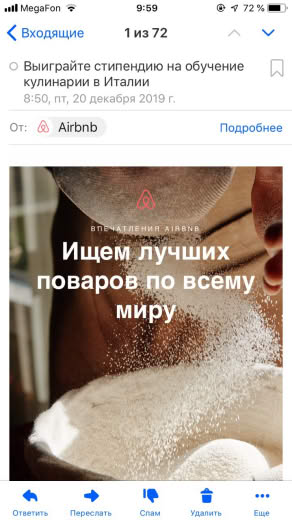 MegaFon 9:59 72 %
Входящие 1 из 72
Выиграйте стипендию на обучение
кулинарии в Италии
8:50, пт, 20 декабря 2019 г.
От: Airbnb Подробнее
ВПЕЧАТЛЕНИЯ AIRBNB
Ищем лучших
поваров по всему
миру
Ответить Переслать Спам Удалить Еще